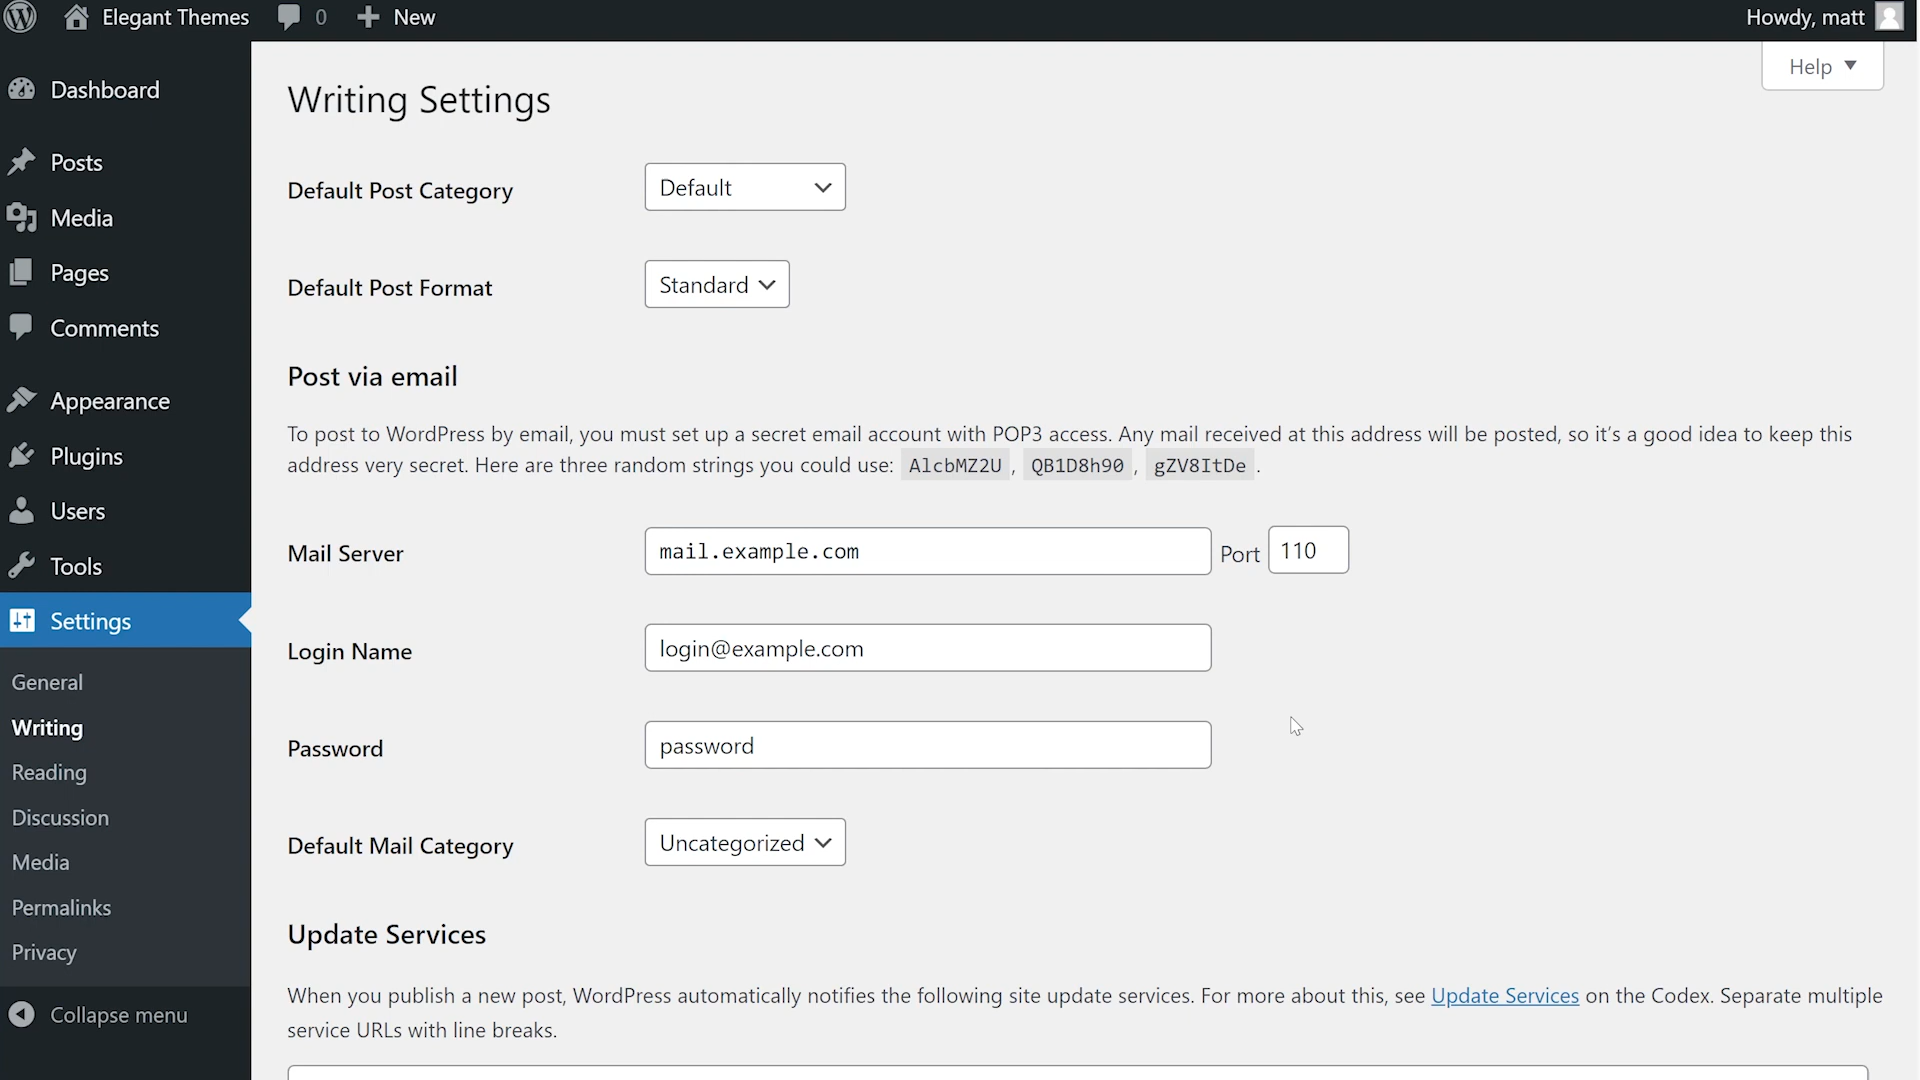 Elegant Themes 0 New Howdy, matt
Help
Dashboard
Posts
Media
Pages
Comments
Appearance
Plugins
Users
Tools
Settings
General
Writing
Reading
Discussion
Media
Permalinks
Privacy
Collapse menu
Writing Settings
Default Post Category Default
Default Post Format Standard
Post via email
To post to WordPress by email, you must set up a secret email account with POP3 access. Any mail received at this address will be posted, so it's a good idea to keep this
address very secret. Here are three random strings you could use: AlcbMZ2U , QB1D8h90 , gZV8ItDe .
Mail Server mail.example.com Port 110
Login Name login@example.com
Password password
Default Mail Category Uncategorized
Update Services
When you publish a new post, WordPress automatically notifies the following site update services. For more about this, see Update Services on the Codex. Separate multiple
service URLs with line breaks.